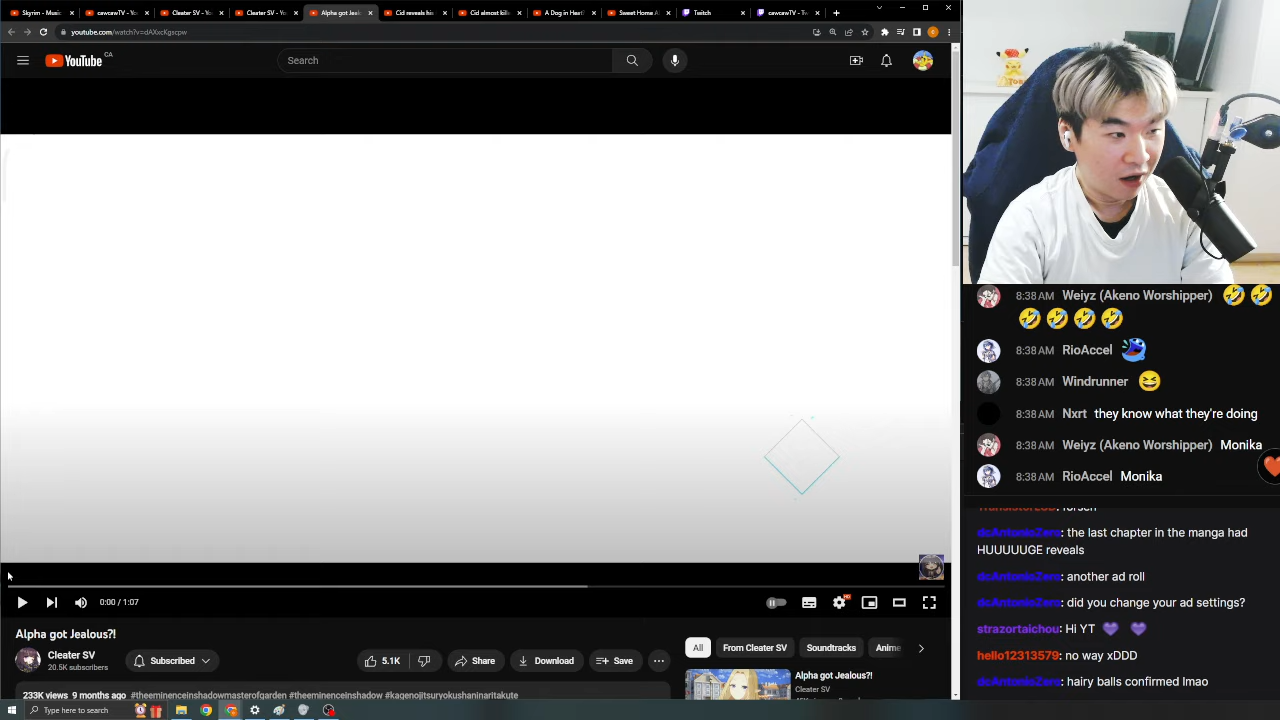 Skyrim - Music
cawcawTV - Yo
Cleater SV - Yo
Cleater SV - Yo
Alpha got Jeal
Cid reveals his
Cid almost kill
A Dog in Heart
Sweet Home A
Twitch
cawcawTV - Tw
youtube.com/watch?v=dAXxcKgscpw
YouTube CA
Search
0:00 / 1:07
HD
Alpha got Jealous?!
Cleater SV
20.5K subscribers
Subscribed
5.1K
Share
Download
Save
All
From Cleater SV
Soundtracks
Anime
Alpha got Jealous?!
Cleater SV
233K views 9 months ago #theeminenceinshadowmasterofgarden #theeminenceinshadow #kagenojitsuryokushaninaritakute
Type here to search
8:38 AM Weiyz (Akeno Worshipper) 🤣🤣
🤣🤣🤣🤣
8:38 AM RioAccel
8:38 AM Windrunner 😆
8:38 AM Nxrt they know what they're doing
8:38 AM Weiyz (Akeno Worshipper) Monika
8:38 AM RioAccel Monika
dcAntonioZero: the last chapter in the manga had
HUUUUUGE reveals
dcAntonioZero: another ad roll
dcAntonioZero: did you change your ad settings?
strazortaichou: Hi YT 💜 💜
hello12313579: no way xDDD
dcAntonioZero: hairy balls confirmed lmao